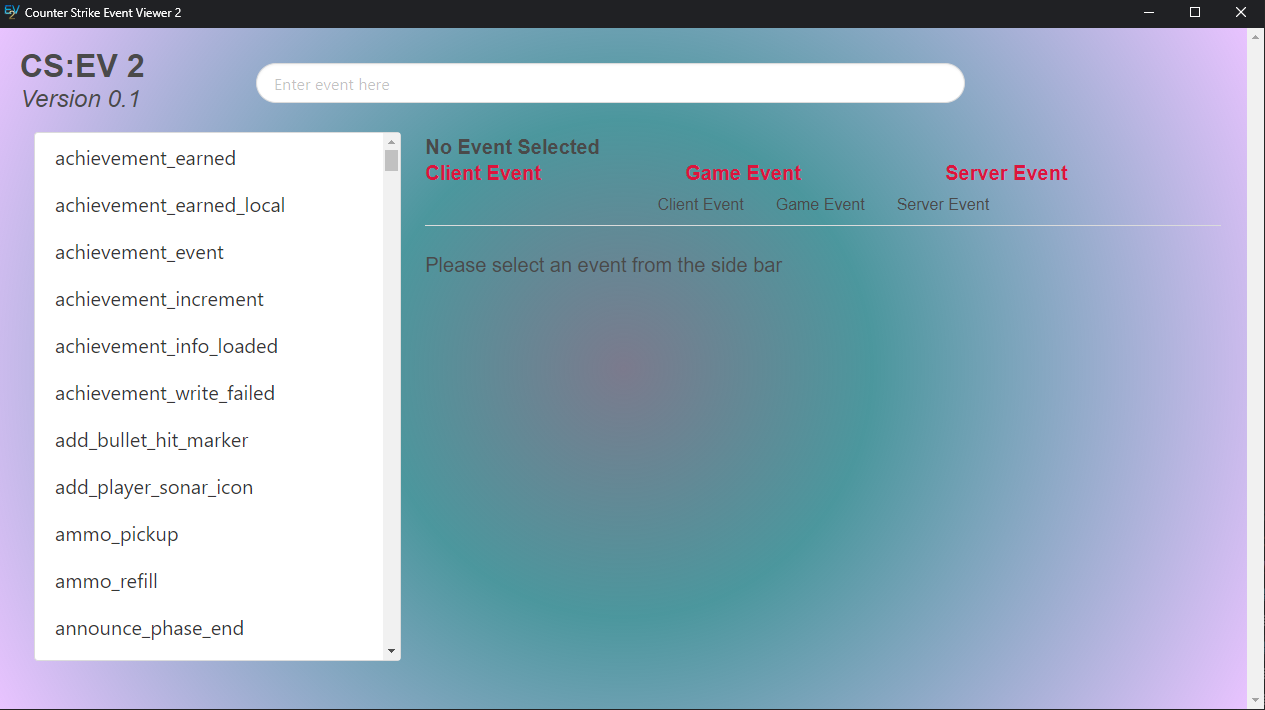 Counter Strike Event Viewer 2
CS:EV 2
Version 0.1
Enter event here
achievement_earned
achievement_earned_local
achievement_event
achievement_increment
achievement_info_loaded
achievement_write_failed
add_bullet_hit_marker
add_player_sonar_icon
ammo_pickup
ammo_refill
announce_phase_end
No Event Selected
Client Event Game Event Server Event
Client Event Game Event Server Event
Please select an event from the side bar